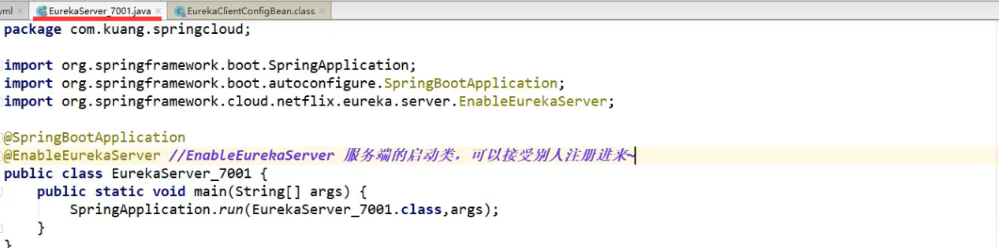 yml EurekaServer_7001.java EurekaClientConfigBean.class
package com.kuang.springcloud;
import org.springframework.boot.SpringApplication;
import org.springframework.boot.autoconfigure.SpringBootApplication;
import org.springframework.cloud.netflix.eureka.server.EnableEurekaServer;
@SpringBootApplication
@EnableEurekaServer //EnableEurekaServer 服务端的启动类，可以接受别人注册进来~
public class EurekaServer_7001 {
public static void main(String[] args) {
SpringApplication.run(EurekaServer_7001.class,args);
}
}